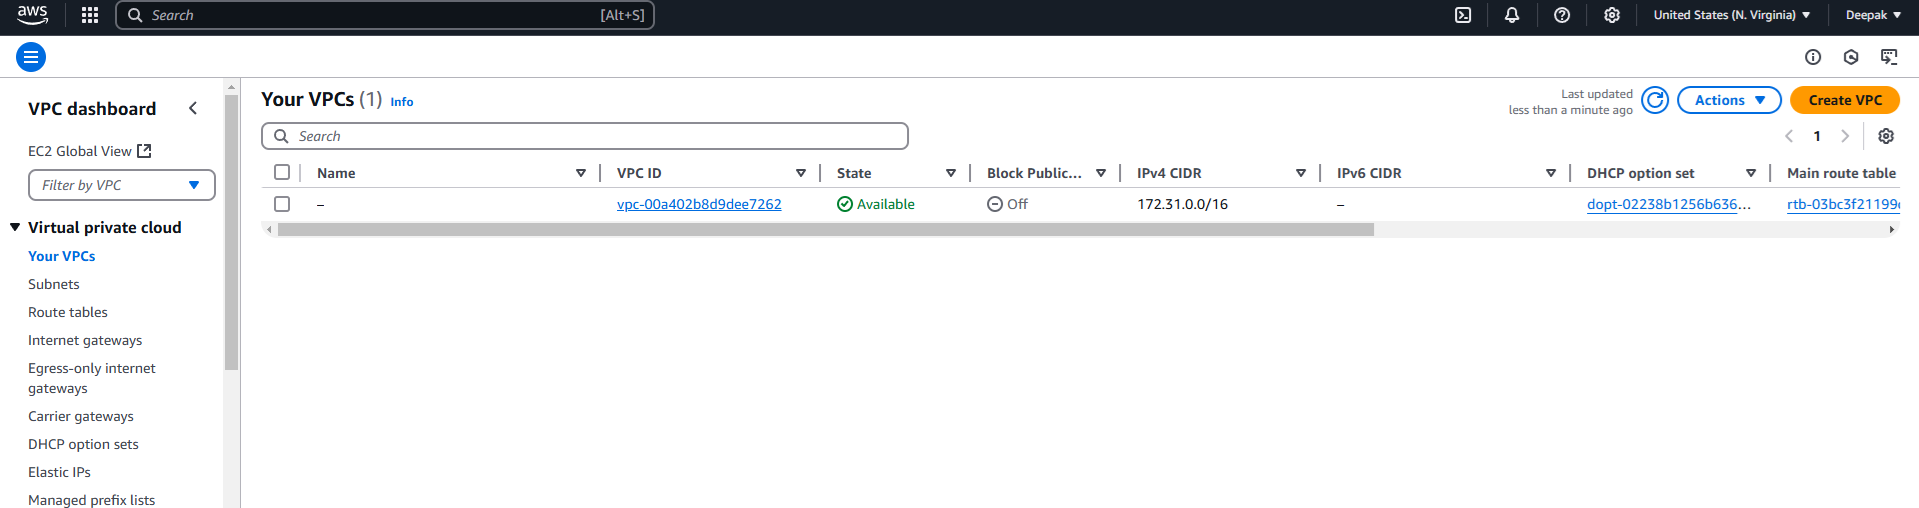 aws
Search [Alt+S]
United States (N. Virginia)
Deepak
VPC dashboard
EC2 Global View
Filter by VPC
Virtual private cloud
Your VPCs
Subnets
Route tables
Internet gateways
Egress-only internet
gateways
Carrier gateways
DHCP option sets
Elastic IPs
Managed prefix lists
Your VPCs (1) Info
Last updated
less than a minute ago
Actions
Create VPC
Search
1
Name VPC ID State Block Public... IPv4 CIDR IPv6 CIDR DHCP option set Main route table
– vpc-00a402b8d9dee7262 Available Off 172.31.0.0/16 – dopt-02238b1256b636... rtb-03bc3f21199